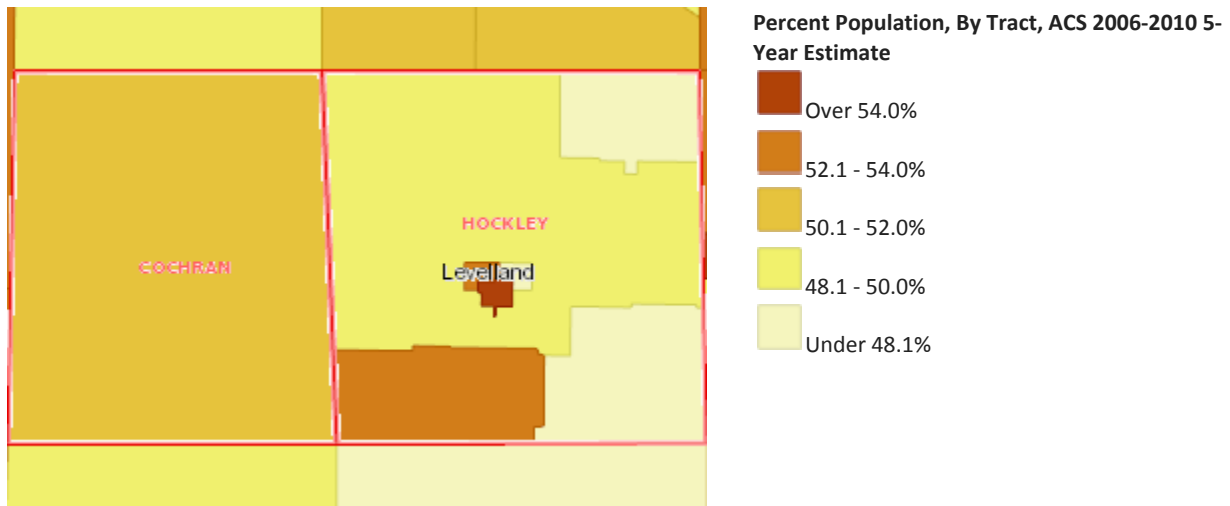 Percent Population, By Tract, ACS 2006-2010 5-
Year Estimate
Over 54.0%
52.1 - 54.0%
50.1 - 52.0%
48.1 - 50.0%
Under 48.1%
HOCKLEY
COCHRAN
Levelland